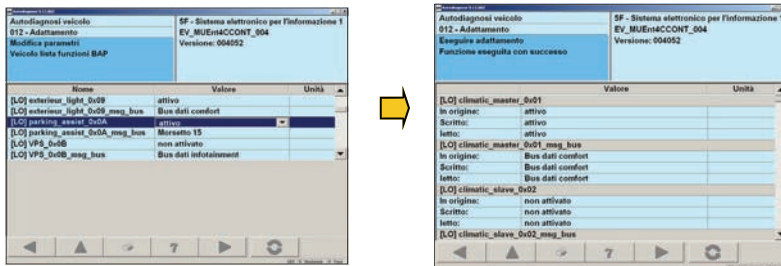 Autodiagnosi veicolo
012 - Adattamento
Modifica parametri
Veicolo lista funzioni BAP
SF - Sistema elettronico per l'informazione 1
EV_MUEnt4CCONT_004
Versione: 004052
Nome Valore Unità
[LO] exterieur_light_0x09 attivo
[LO] exterieur_light_0x09_msg_bus Bus dati comfort
[LO] parking_assist_0x0A attivo
[LO] parking_assist_0x0A_msg_bus Morsetto 15
[LO] VPS_0x0B non attivato
[LO] VPS_0x0B_msg_bus Bus dati infotainment
Autodiagnosi veicolo
012 - Adattamento
Eseguire adattamento
Funzione eseguita con successo
SF - Sistema elettronico per l'informazione 1
EV_MUEnt4CCONT_004
Versione: 004052
Valore Unità
[LO] climatic_master_0x01
In origine: attivo
Scritto: attivo
letto: attivo
[LO] climatic_master_0x01_msg_bus
In origine: Bus dati comfort
Scritto: Bus dati comfort
letto: Bus dati comfort
[LO] climatic_slave_0x02
In origine: non attivato
Scritto: non attivato
letto: non attivato
[LO] climatic_slave_0x02_msg_bus